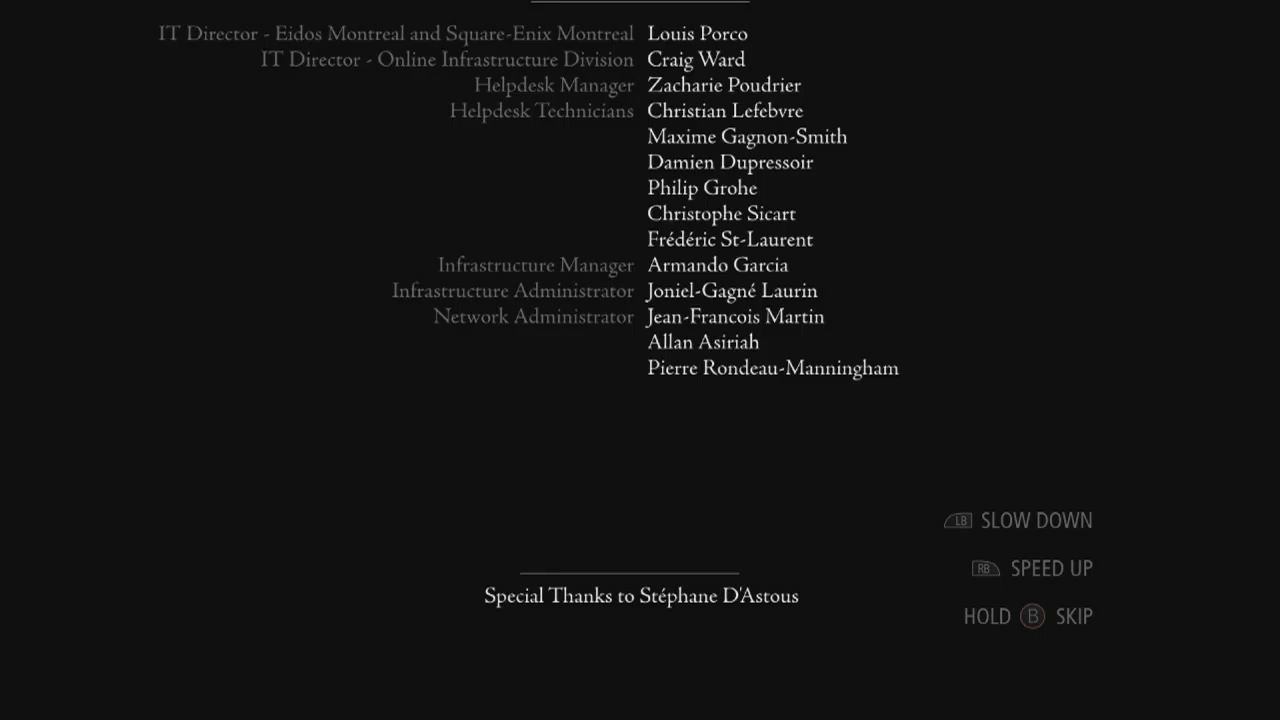 IT Director - Eidos Montreal and Square-Enix Montreal Louis Porco
IT Director - Online Infrastructure Division Craig Ward
Helpdesk Manager Zacharie Poudrier
Helpdesk Technicians Christian Lefebvre
Maxime Gagnon-Smith
Damien Dupressoir
Philip Grohe
Christophe Sicart
Frédéric St-Laurent
Infrastructure Manager Armando Garcia
Infrastructure Administrator Joniel-Gagné Laurin
Network Administrator Jean-Francois Martin
Allan Asiriah
Pierre Rondeau-Manningham
LB SLOW DOWN
RB SPEED UP
Special Thanks to Stéphane D'Astous
HOLD B SKIP